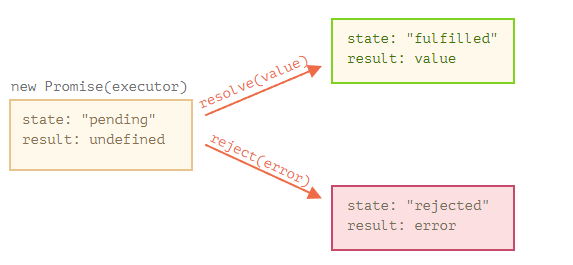 new Promise(executor)
state: "pending"
result: undefined
resolve(value)
reject(error)
state: "fulfilled"
result: value
state: "rejected"
result: error